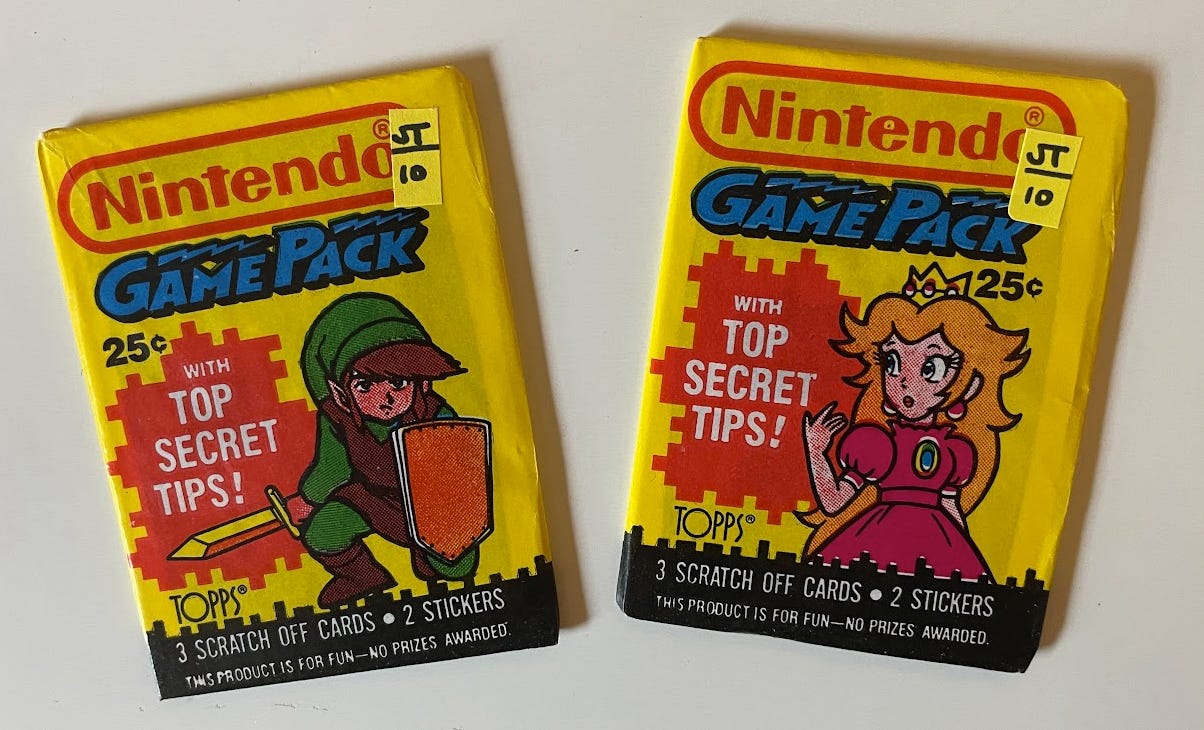 Nintendo®
GAME PACK
25¢
WITH
TOP
SECRET
TIPS!
TOPPS®
3 SCRATCH OFF CARDS • 2 STICKERS
THIS PRODUCT IS FOR FUN—NO PRIZES AWARDED.
10
Nintendo®
GAME PACK
25¢
WITH
TOP
SECRET
TIPS!
TOPPS®
3 SCRATCH OFF CARDS • 2 STICKERS
THIS PRODUCT IS FOR FUN—NO PRIZES AWARDED.
10